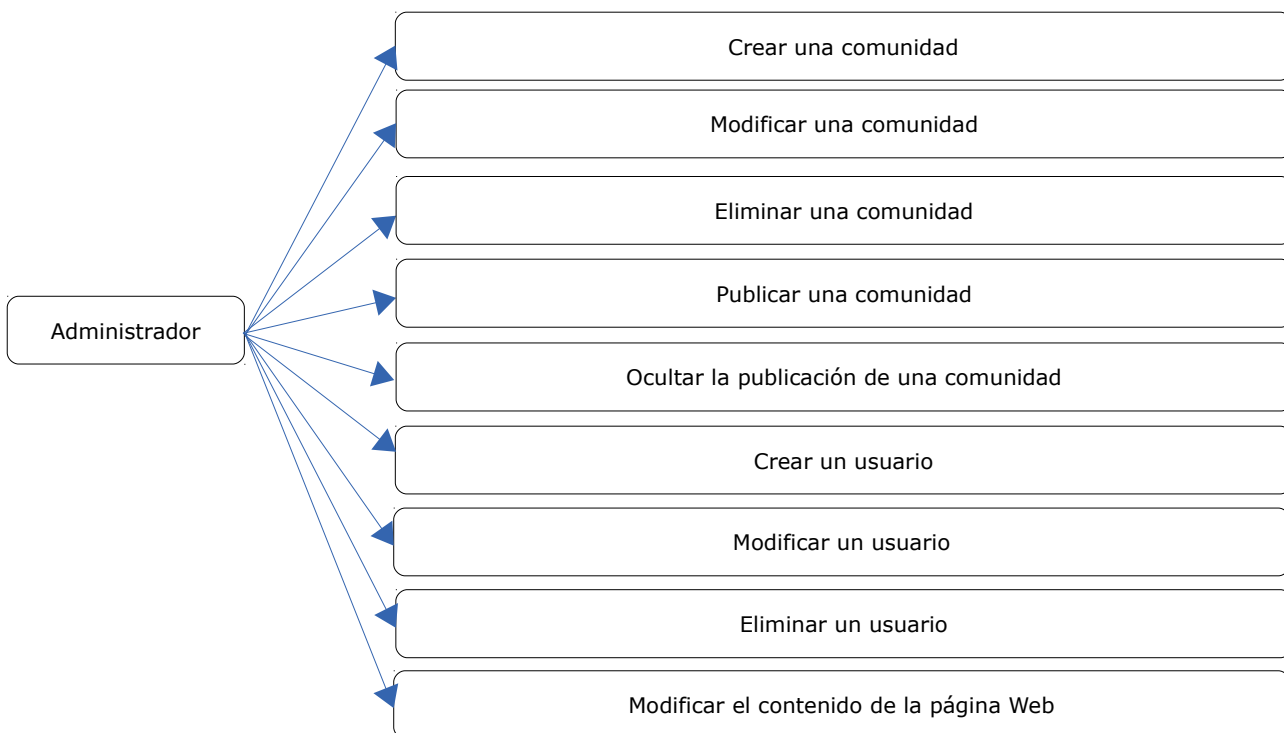 Crear una comunidad
Modificar una comunidad
Eliminar una comunidad
Publicar una comunidad
Administrador
Ocultar la publicación de una comunidad
Crear un usuario
Modificar un usuario
Eliminar un usuario
Modificar el contenido de la página Web